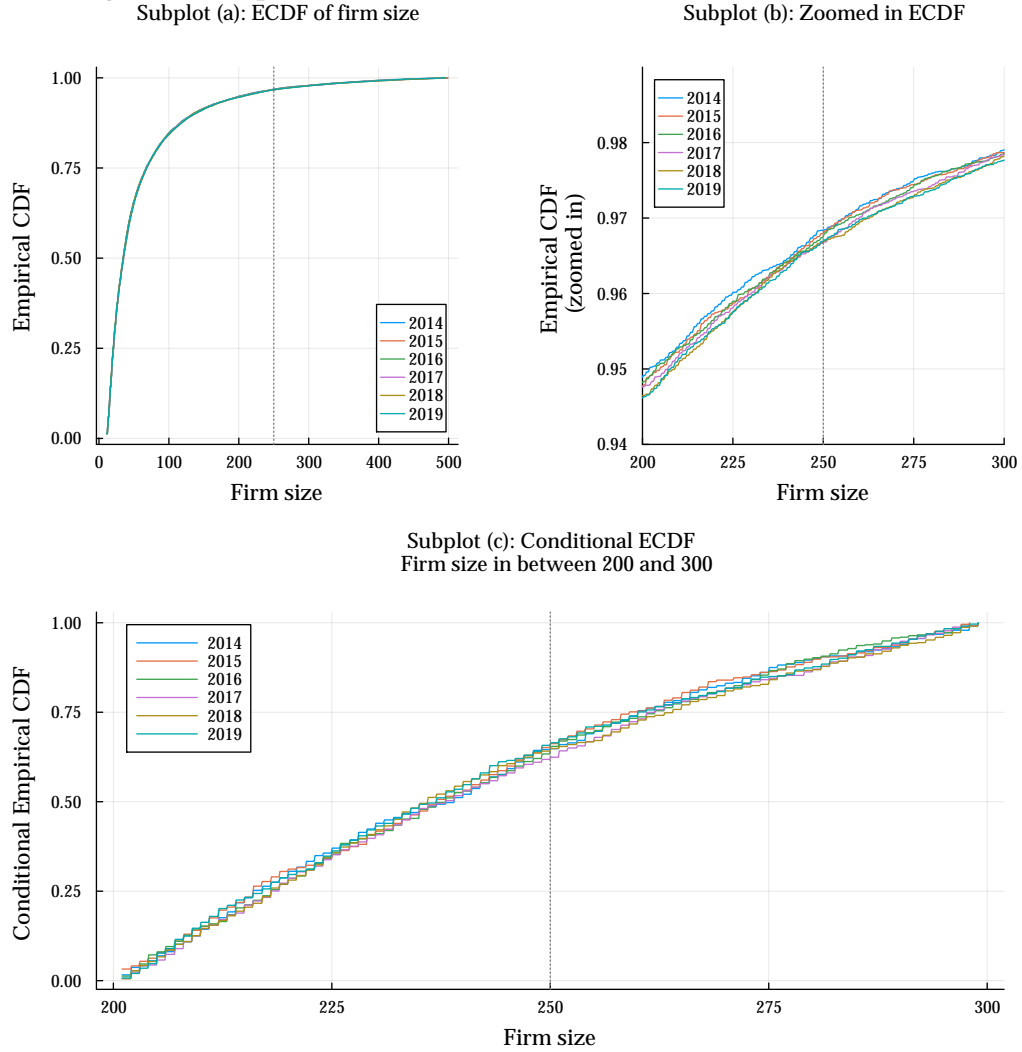 Subplot (a): ECDF of firm size
Empirical CDF
1.00
0.75
0.50
0.25
0.00
2014
2015
2016
2017
2018
2019
0 100 200 300 400 500
Firm size
Subplot (b): Zoomed in ECDF
Empirical CDF
(zoomed in)
0.98
0.97
0.96
0.95
0.94
2014
2015
2016
2017
2018
2019
200 225 250 275 300
Firm size
Subplot (c): Conditional ECDF
Firm size in between 200 and 300
Conditional Empirical CDF
1.00
0.75
0.50
0.25
0.00
2014
2015
2016
2017
2018
2019
200 225 250 275 300
Firm size